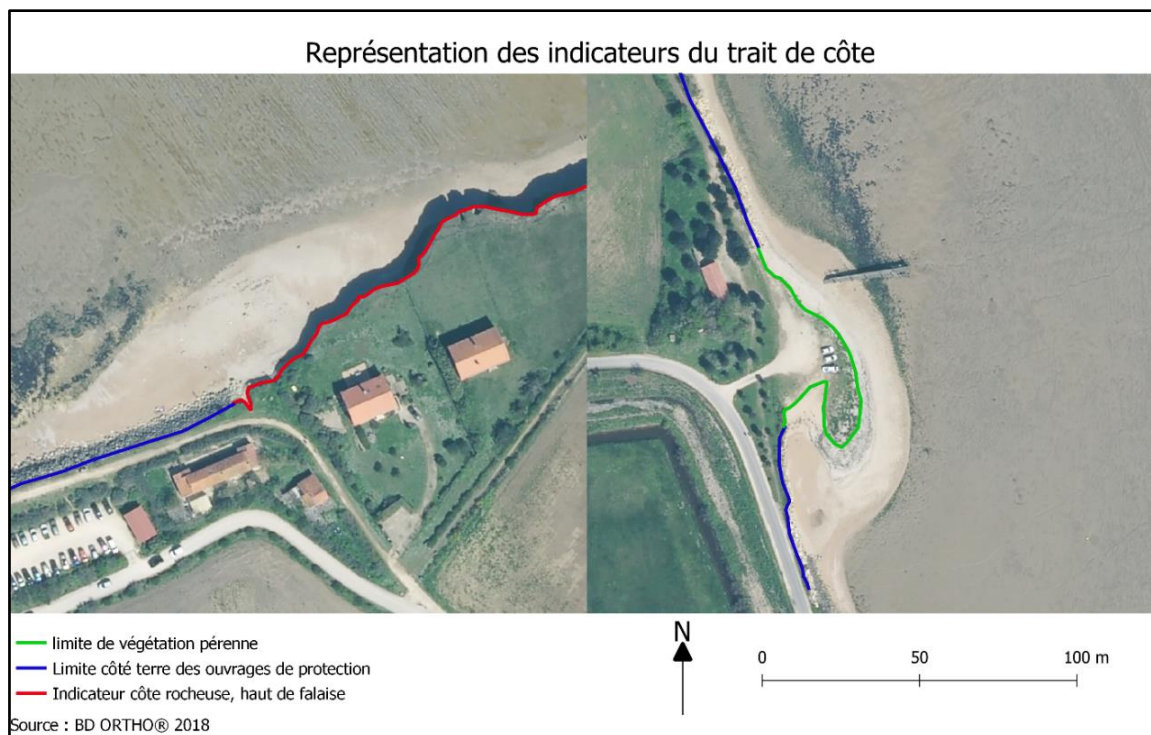 Représentation des indicateurs du trait de côte
limite de végétation pérenne
Limite côté terre des ouvrages de protection
Indicateur côte rocheuse, haut de falaise
Source : BD ORTHO® 2018
N
0 50 100 m